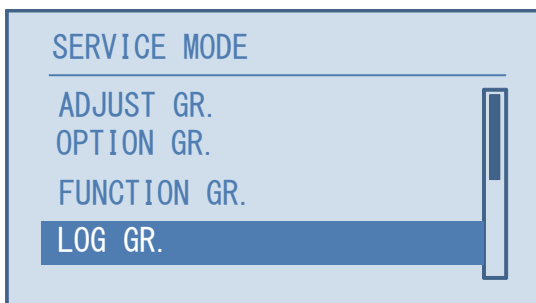 SERVICE MODE
ADJUST GR.
OPTION GR.
FUNCTION GR.
LOG GR.